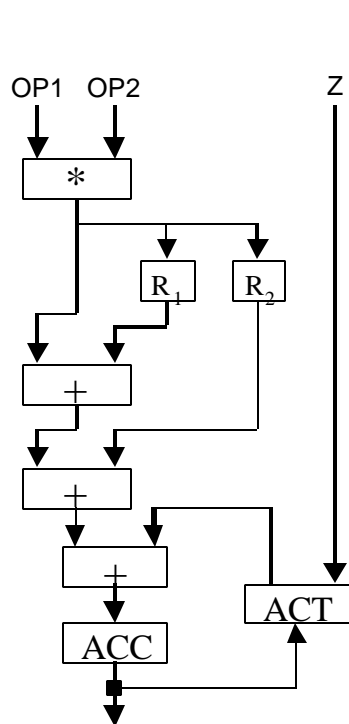 OP1 OP2 Z
*
R1 R2
+
+
+
ACT
ACC